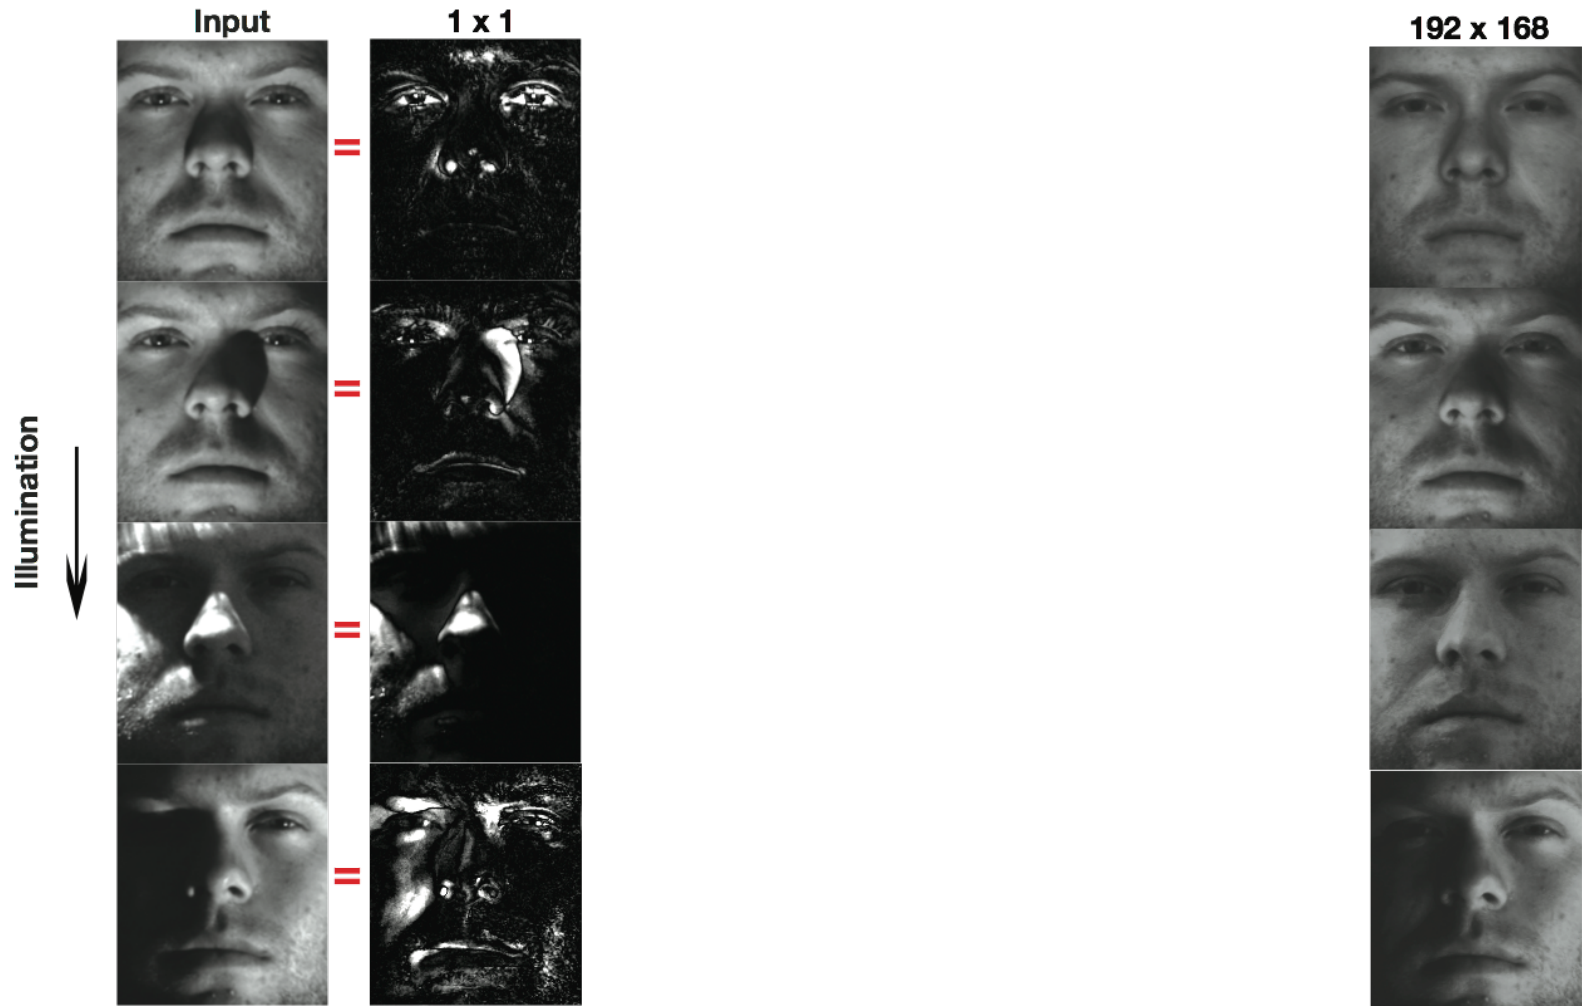 Input
1 x 1
192 x 168
=
=
Illumination
=
=